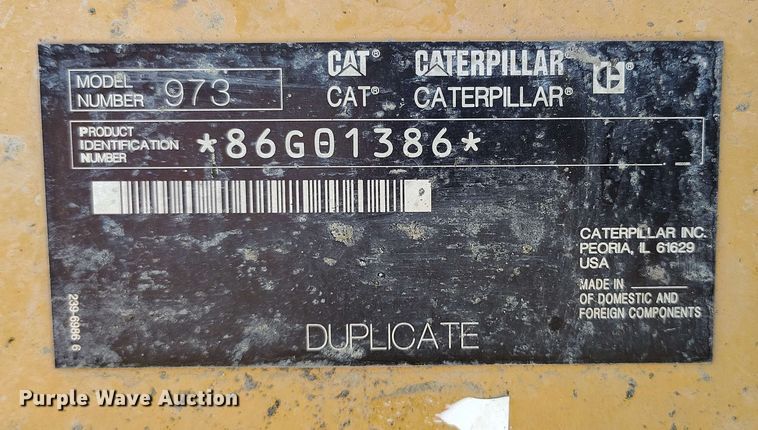 CAT® CATERPILLAR®
MODEL NUMBER 973
CAT® CATERPILLAR®
PRODUCT
IDENTIFICATION
NUMBER
*86G01386*
CATERPILLAR INC.
PEORIA, IL 61629
USA
MADE IN
OF DOMESTIC AND
FOREIGN COMPONENTS
239-6986 6
DUPLICATE
Purple Wave Auction